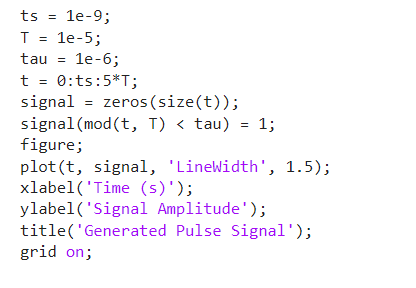 ts = 1e-9;
T = 1e-5;
tau = 1e-6;
t = 0:ts:5*T;
signal = zeros(size(t));
signal(mod(t, T) < tau) = 1;
figure;
plot(t, signal, 'LineWidth', 1.5);
xlabel('Time (s)');
ylabel('Signal Amplitude');
title('Generated Pulse Signal');
grid on;